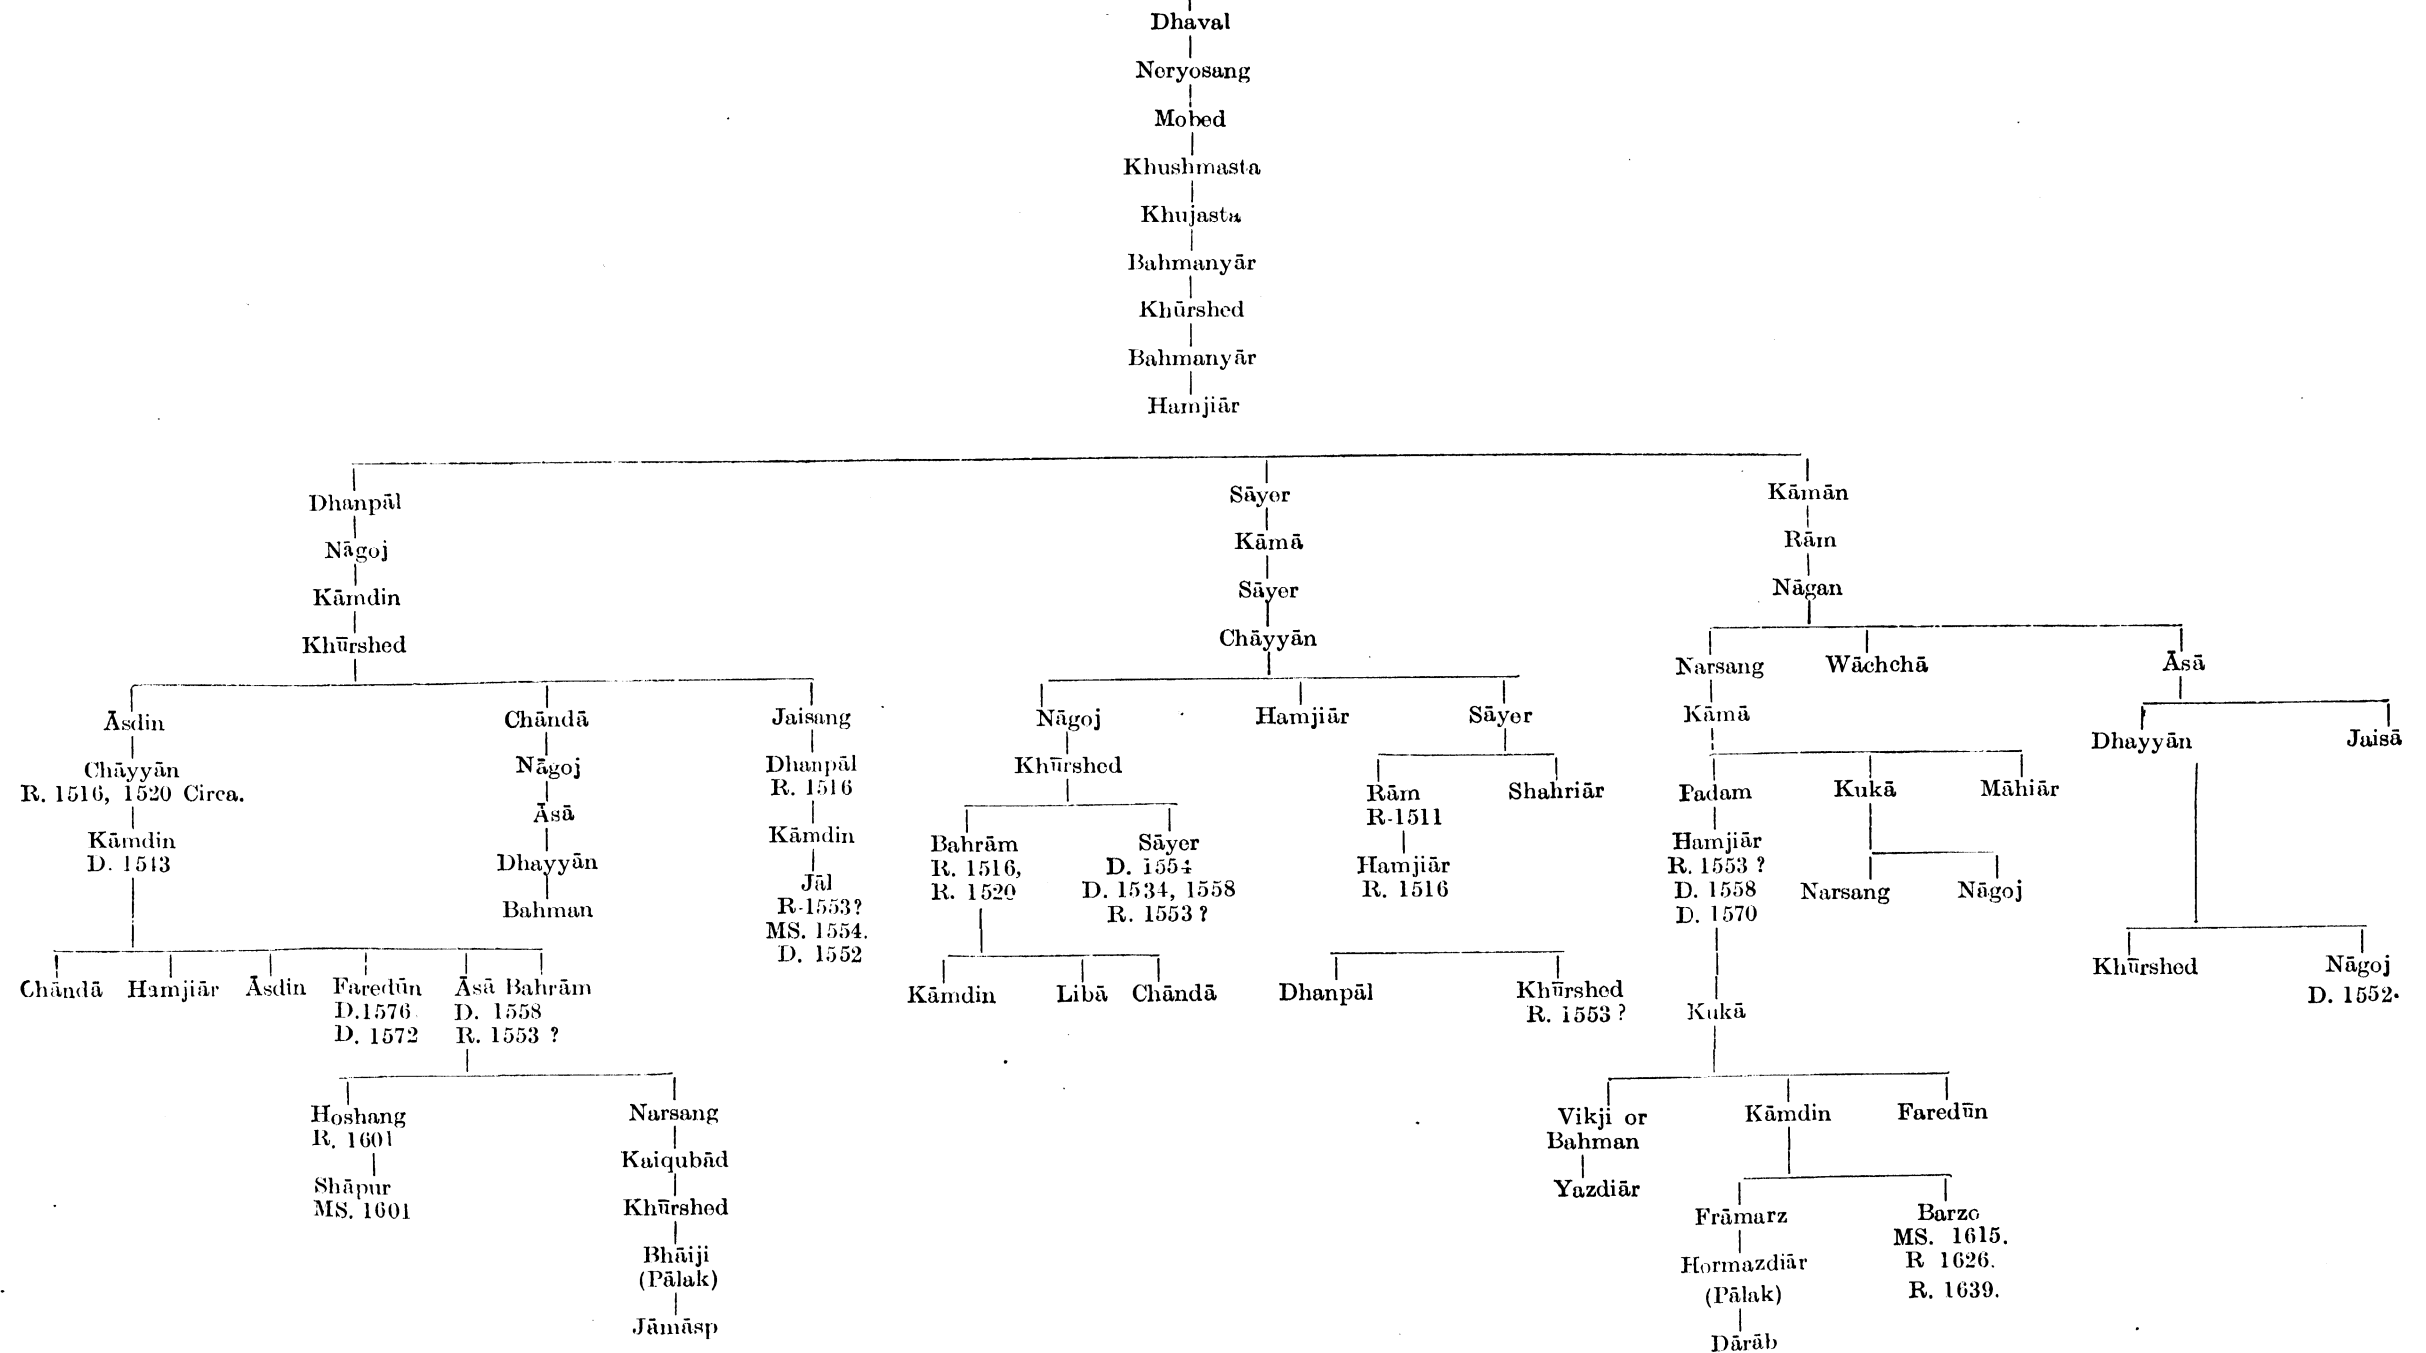 Dhaval
Neryosang
Mobed
Khushmasta
Khujasta
Bahmanyār
Khūrshed
Bahmanyār
Hamjiār
Dhanpāl
Sāyer
Kāmān
Nāgoj
Kāmā
Rām
Kāmdin
Sāyer
Nāgan
Khūrshed
Chāyyān
Narsang
Wāchchā
Āsā
Āsdin
Chāndā
Jaisang
Nāgoj
Hamjiār
Sāyer
Kāmā
Dhayyān
Jaisā
Chāyyān
R. 1516, 1520 Circa.
Nāgoj
Dhanpāl
R. 1516
Khūrshed
Rām
R-1511
Shahriār
Padam
Kukā
Māhiār
Kāmdin
D. 1543
Āsā
Kāmdin
Bahrām
R. 1516,
R. 1520
Sāyer
D. 1554
D. 1534, 1558
R. 1553 ?
Hamjiār
R. 1516
Hamjiār
R. 1553 ?
D. 1558
D. 1570
Narsang
Nāgoj
Dhayyān
Jāl
R-1553?
MS. 1554.
D. 1552
Bahman
Chāndā
Hamjiār
Āsdin
Faredūn
D.1576
D. 1572
Āsā Bahrām
D. 1558
R. 1553 ?
Kāmdin
Libā
Chāndā
Dhanpāl
Khūrshed
R. 1553 ?
Kukā
Khūrshed
Nāgoj
D. 1552.
Hoshang
R. 1601
Narsang
Vikji or
Bahman
Kāmdin
Faredūn
Shāpur
MS. 1601
Kaiqubād
Yazdiār
Khūrshed
Frāmarz
Barzo
MS. 1615.
R 1626.
R. 1639.
Bhāiji
(Pālak)
Hormazdiār
(Pālak)
Jāmāsp
Dārāb